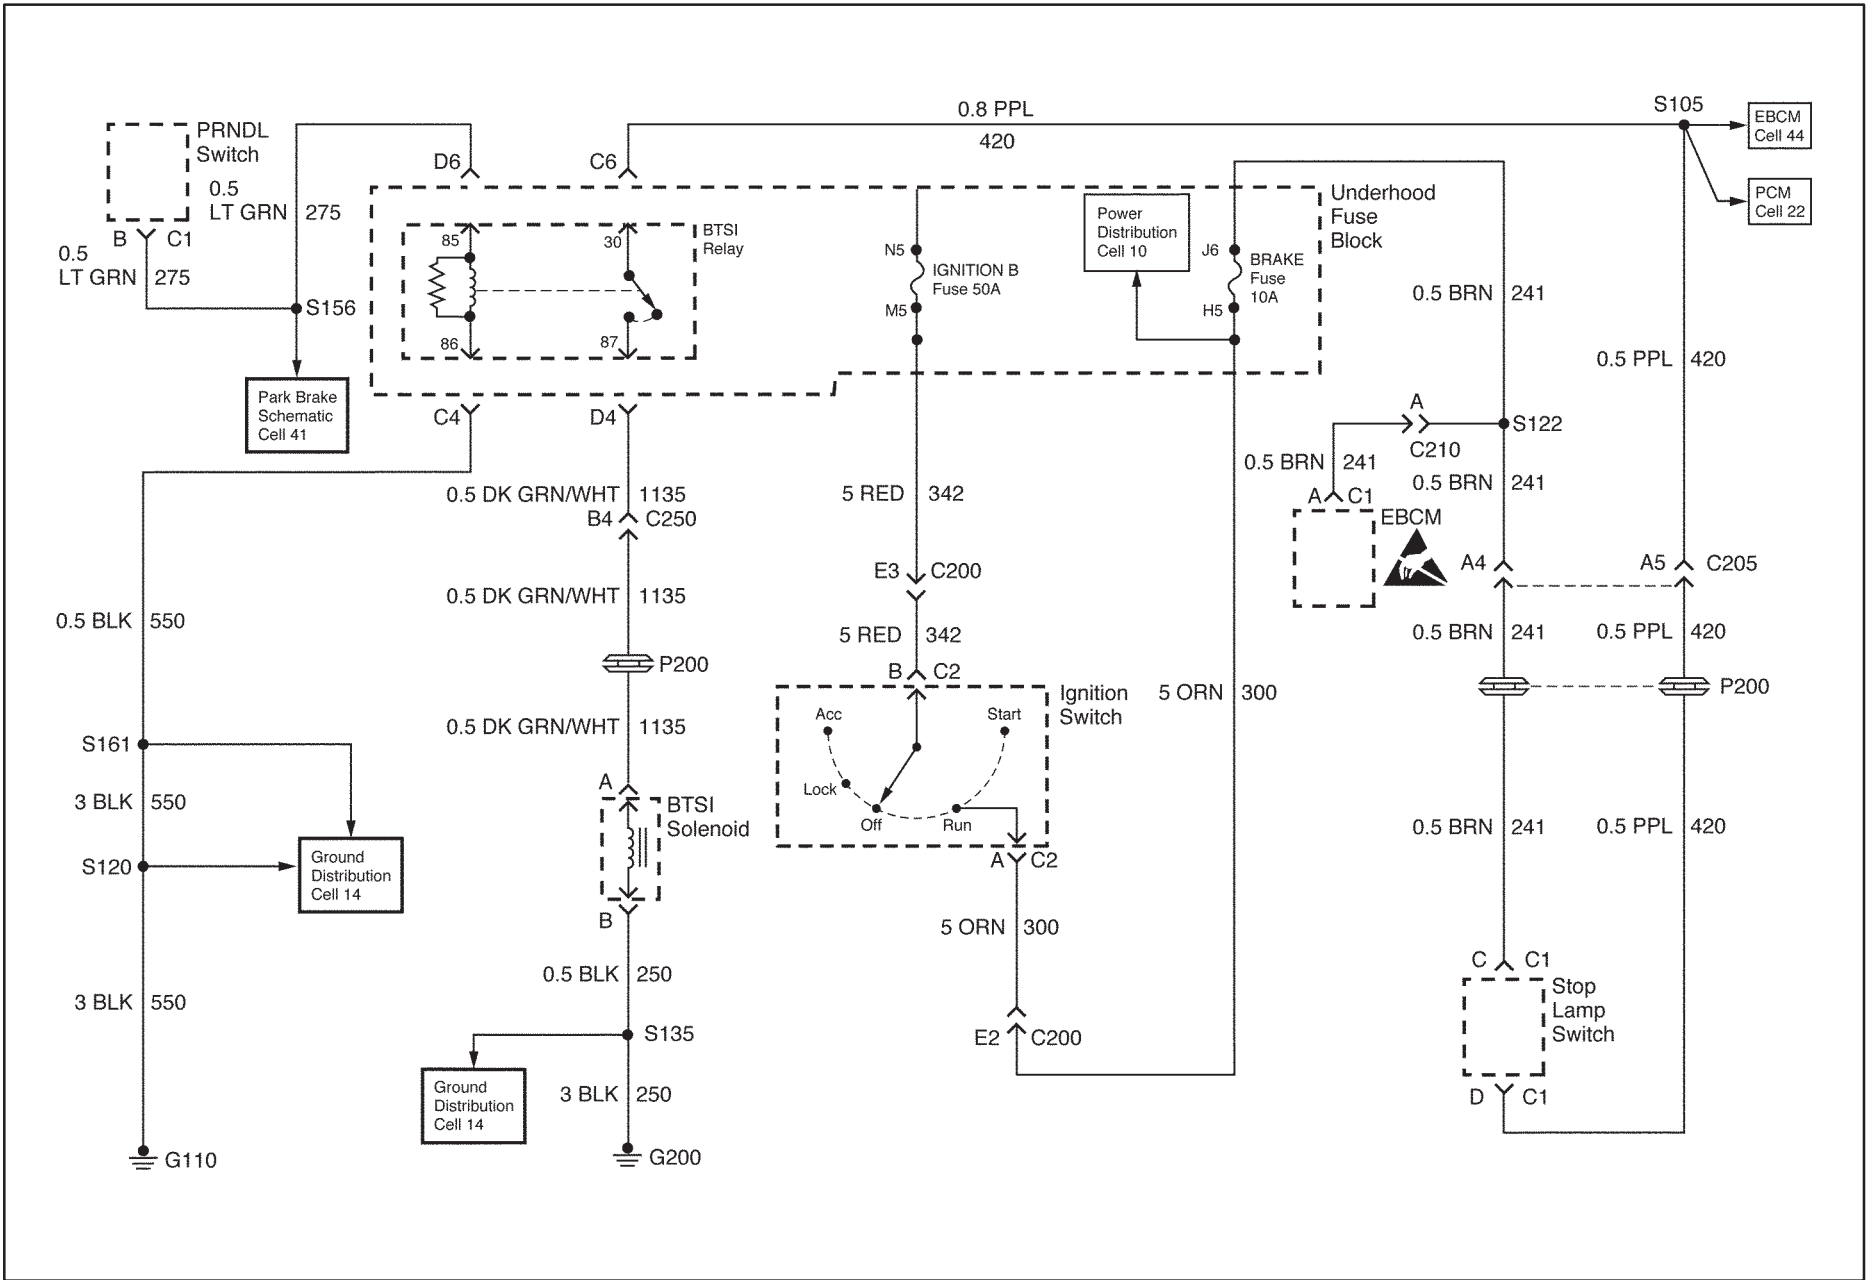 0.8 PPL
420
S105
EBCM
Cell 44
PCM
Cell 22
PRNDL
Switch
B
C1
0.5
LT GRN
275
0.5
LT GRN
275
S156
Park Brake
Schematic
Cell 41
D6
C6
85
30
BTSI
Relay
86
87
C4
D4
N5
IGNITION B
Fuse 50A
M5
Power
Distribution
Cell 10
J6
BRAKE
Fuse
10A
H5
Underhood
Fuse
Block
0.5 BRN
241
0.5 PPL
420
A
C210
S122
0.5 BRN
241
0.5 BRN
241
A
C1
EBCM
A4
A5
C205
0.5 BRN
241
0.5 PPL
420
P200
0.5 BRN
241
0.5 PPL
420
C
C1
Stop
Lamp
Switch
D
C1
0.5 DK GRN/WHT
1135
B4
C250
0.5 DK GRN/WHT
1135
P200
0.5 DK GRN/WHT
1135
A
BTSI
Solenoid
B
0.5 BLK
250
S135
Ground
Distribution
Cell 14
3 BLK
250
G200
5 RED
342
E3
C200
5 RED
342
B
C2
Ignition
Switch
Acc
Start
Lock
Off
Run
A
C2
5 ORN
300
E2
C200
5 ORN
300
0.5 BLK
550
S161
3 BLK
550
S120
Ground
Distribution
Cell 14
3 BLK
550
G110